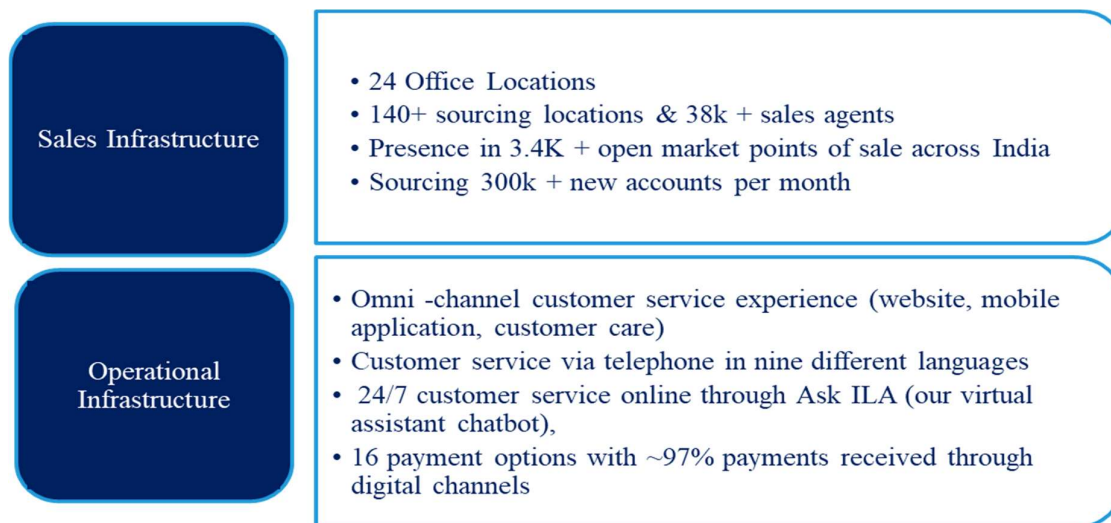 Sales Infrastructure
• 24 Office Locations
• 140+ sourcing locations & 38k + sales agents
• Presence in 3.4K + open market points of sale across India
• Sourcing 300k + new accounts per month
Operational
Infrastructure
• Omni -channel customer service experience (website, mobile
application, customer care)
• Customer service via telephone in nine different languages
• 24/7 customer service online through Ask ILA (our virtual
assistant chatbot),
• 16 payment options with ~97% payments received through
digital channels